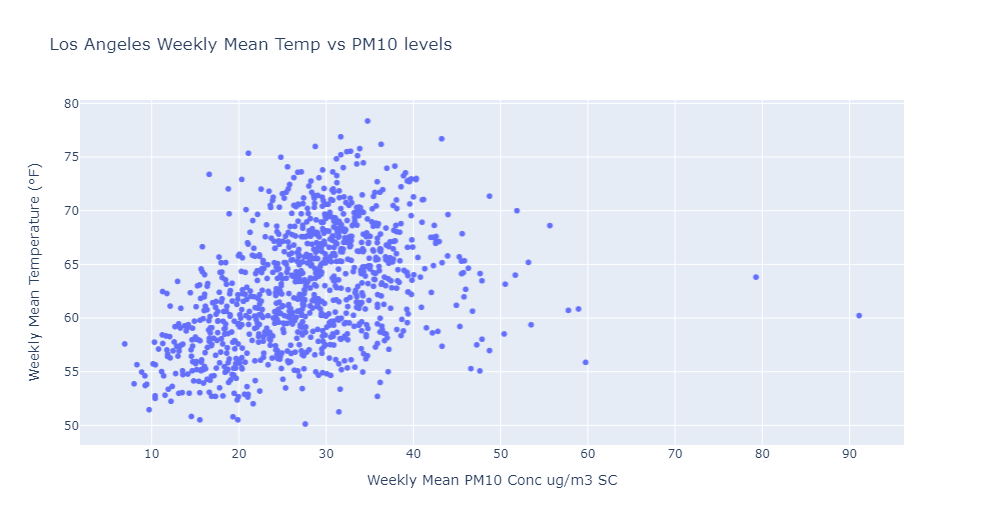 Los Angeles Weekly Mean Temp vs PM10 levels
80
75
70
65
60
55
50
Weekly Mean Temperature (°F)
10 20 30 40 50 60 70 80 90
Weekly Mean PM10 Conc ug/m3 SC